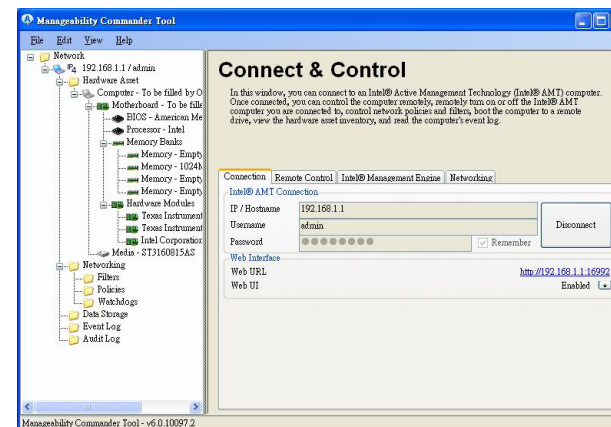 Manageability Commander Tool
File Edit View Help
Network
192.168.1.1 / admin
Hardware Asset
Computer - To be filled by O
Motherboard - To be fille
BIOS - American Me
Processor - Intel
Memory Banks
Memory - Empty
Memory - 1024M
Memory - Empty
Memory - Empty
Hardware Modules
Texas Instrument
Texas Instrument
Intel Corporation
Media - ST3160815AS
Networking
Filters
Policies
Watchdogs
Data Storage
Event Log
Audit Log
Connect & Control
In this window, you can connect to an Intel® Active Management Technology (Intel® AMT) computer.
Once connected, you can control the computer remotely, remotely turn on or off the Intel® AMT
computer you are connected to, control network policies and filters, boot the computer to a remote
drive, view the hardware asset inventory, and read the computer's event log.
Connection Remote Control Intel® Management Engine Networking
Intel® AMT Connection
IP / Hostname 192.168.1.1
Username admin
Disconnect
Password Remember
Web Interface
Web URL http://192.168.1.1:16992
Web UI Enabled
Manageability Commander Tool - v6.0.10097.2